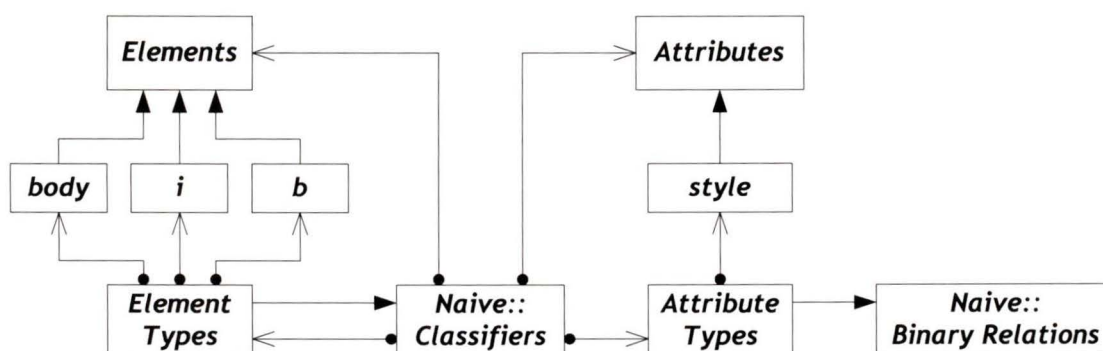 Elements
Attributes
body
i
b
style
Element
Types
Naive::
Classifiers
Attribute
Types
Naive::
Binary Relations